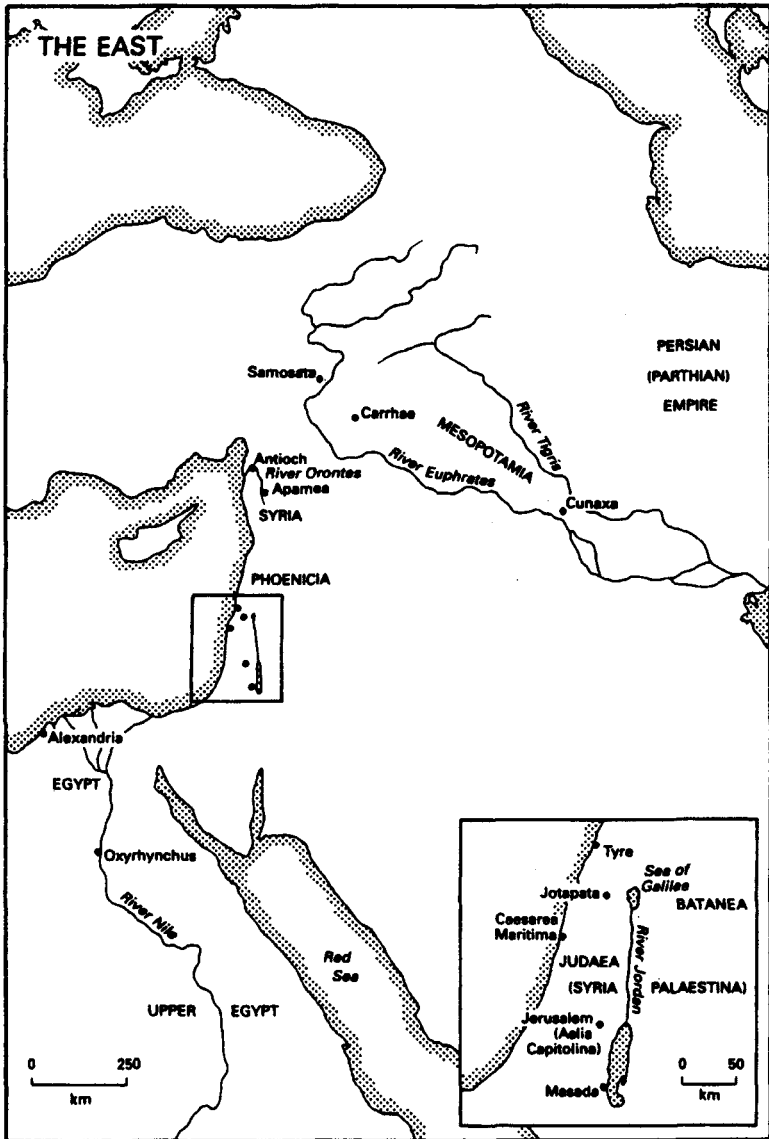 THE EAST
PERSIAN
(PARTHIAN)
EMPIRE
Samosata
Carrhae
MESOPOTAMIA
River Tigris
River Euphrates
Cunaxa
Antioch
River Orontes
Apamea
SYRIA
PHOENICIA
Alexandria
EGYPT
Oxyrhynchus
River Nile
Red
Sea
UPPER EGYPT
0 250
km
Tyre
Sea of
Galilee
Jotapata
BATANEA
Caesarea
Maritima
River Jordan
JUDAEA
(SYRIA PALAESTINA)
Jerusalem
(Aelia
Capitolina)
Masada
0 50
km